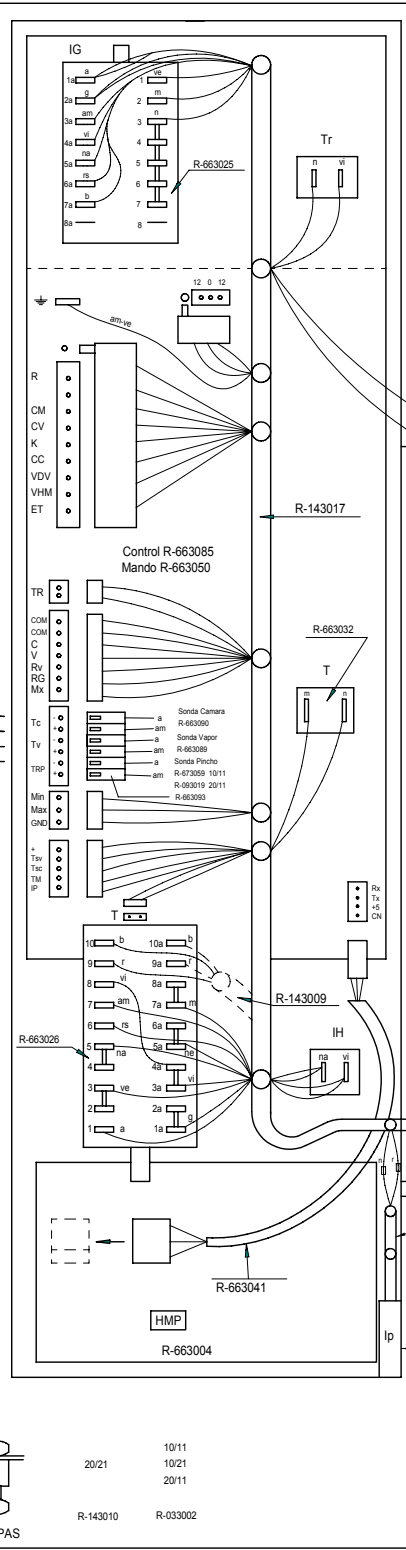 IG
a
1a
ve
1
g
2a
m
2
am
3a
n
3
vi
4a
4
na
5a
5
rs
6a
6
b
7a
7
8a
8
R-663025
Tr
n vi
12 0 12
am-ve
R
CM
CV
K
CC
VDV
VHM
ET
R-143017
Control R-663085
Mando R-663050
TR
COM
COM
C
V
Rv
RG
Mx
R-663032
T
m n
Tc
Tv
TRP
- + - + - +
a
am
a
am
a
am
Sonda Camara
R-663090
Sonda Vapor
R-663089
Sonda Pincho
R-673059 10/11
R-093019 20/11
R-663093
Min
Max
GND
+
Tsv
Tsc
TM
IP
Rx
Tx
+5
CN
T
10 b 10a b
9 r 9a r
8 vi 8a
7 am 7a m
6 rs 6a
5 na 5a ne
4 4a
3 ve 3a vi
2 2a g
1 a 1a
R-143009
R-663026
IH
na vi
n r
R-663041
HMP
R-663004
Ip
10/11
20/21 10/21
20/11
R-143010 R-033002
PAS